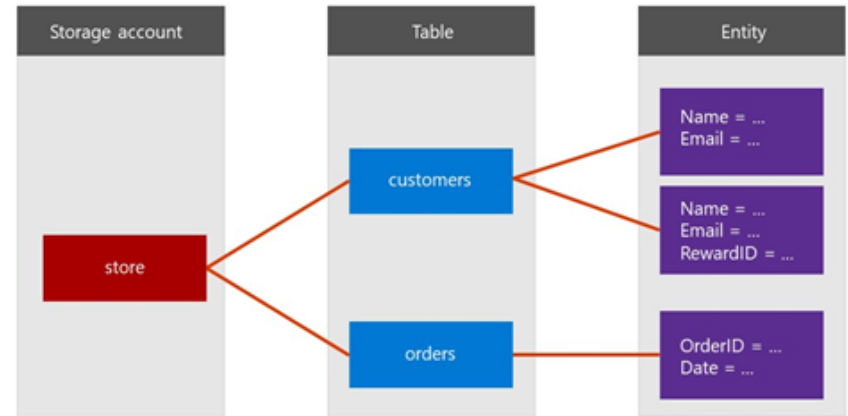 Storage account
Table
Entity
store
customers
orders
Name = ...
Email = ...
Name = ...
Email = ...
RewardID = ...
OrderID = ...
Date = ...